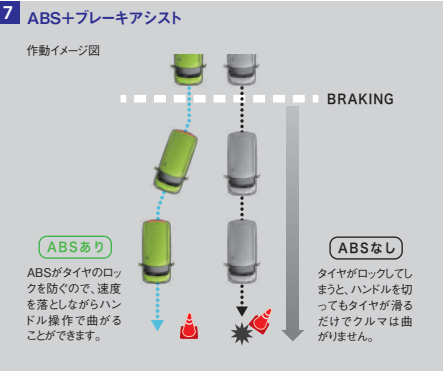 7 ABS+ブレーキアシスト
作動イメージ図
BRAKING
ABSあり
ABSがタイヤのロッ
クを防ぐので、速度
を落としながらハン
ドル操作で曲がる
ことができます。
ABSなし
タイヤがロックしてし
まうと、ハンドルを切
ってもタイヤが滑る
だけでクルマは曲
がりません。